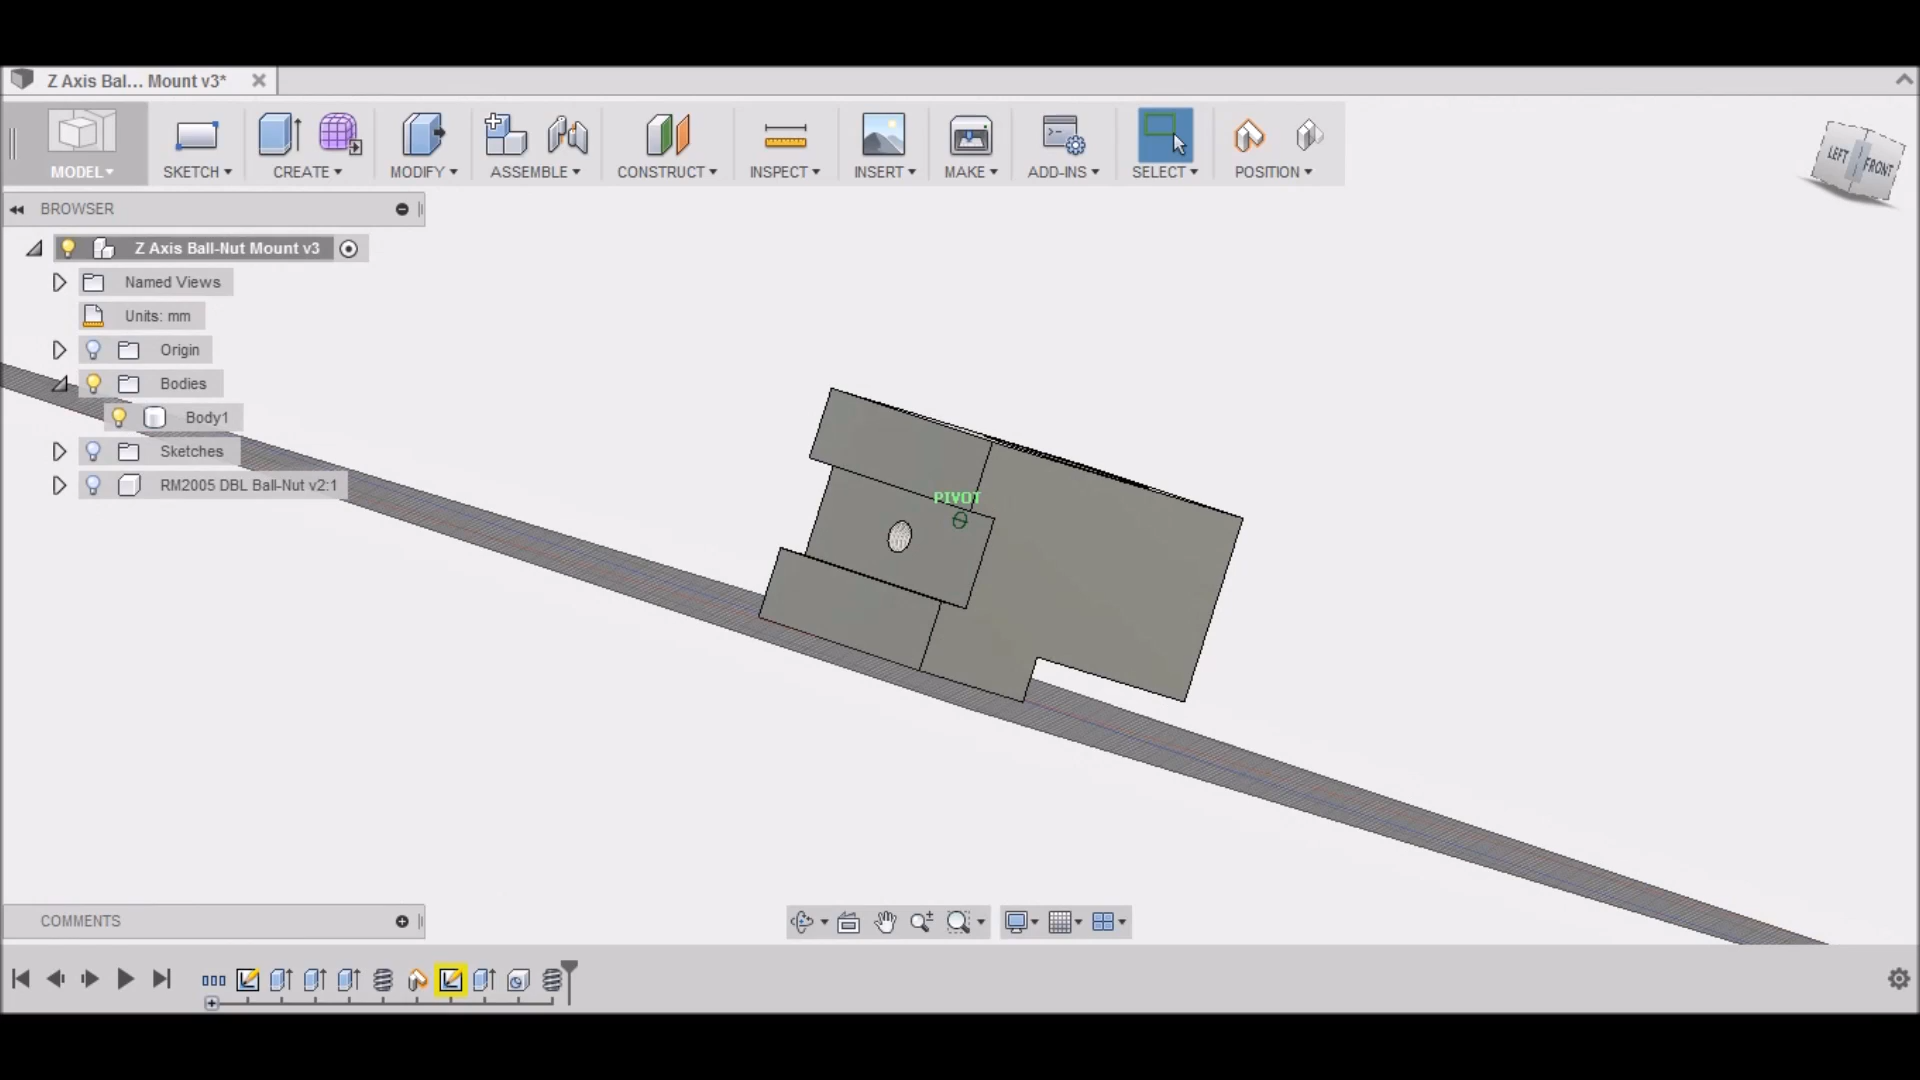 Z Axis Bal... Mount v3*
MODEL
SKETCH
CREATE
MODIFY
ASSEMBLE
CONSTRUCT
INSPECT
INSERT
MAKE
ADD-INS
SELECT
POSITION
LEFT
FRONT
BROWSER
Z Axis Ball-Nut Mount v3
Named Views
Units: mm
Origin
Bodies
Body1
Sketches
RM2005 DBL Ball-Nut v2:1
PIVOT
COMMENTS